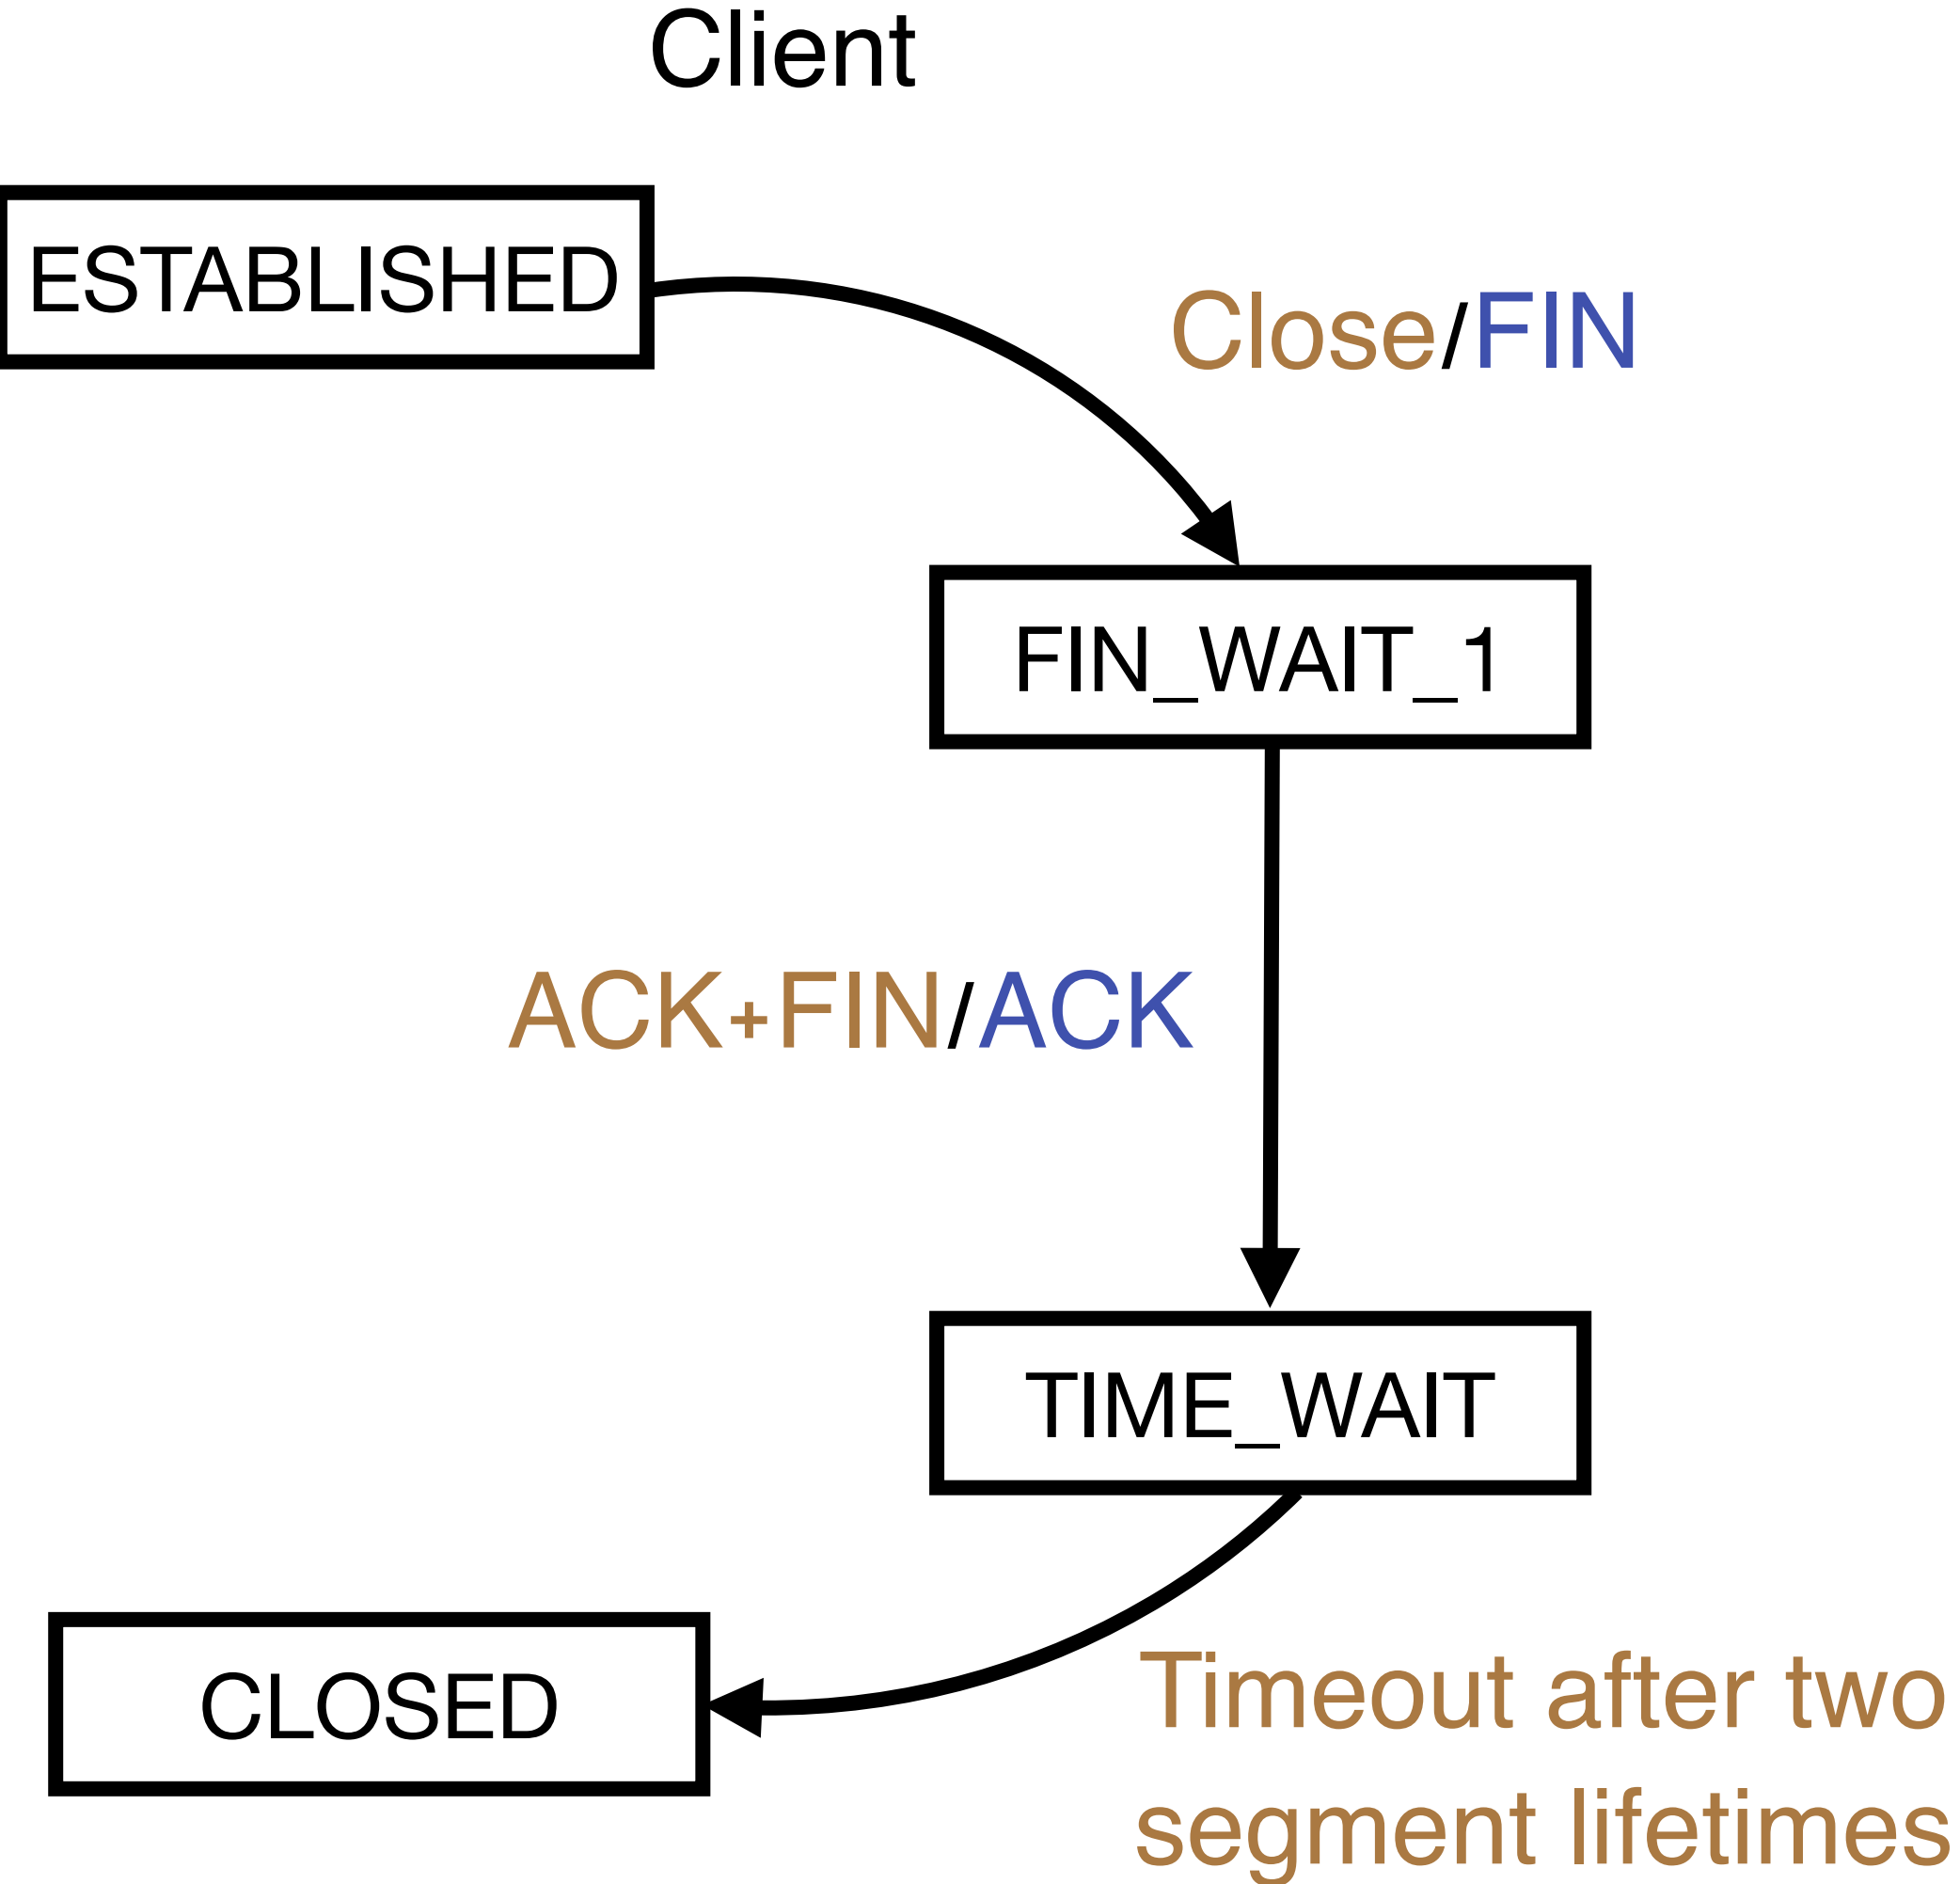 Client
ESTABLISHED
Close/FIN
FIN_WAIT_1
ACK+FIN/ACK
TIME_WAIT
CLOSED
Timeout after two
segment lifetimes